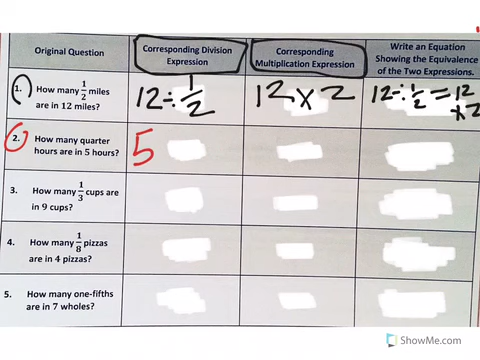 Original Question
Corresponding Division
Expression
Corresponding
Multiplication Expression
Write an Equation
Showing the Equivalence
of the Two Expressions.
1. How many 1/2 miles
are in 12 miles?
12 ÷ 1/2
12 x 2
12 ÷ 1/2 = 12
x 2
2. How many quarter
hours are in 5 hours?
5
3. How many 1/3 cups are
in 9 cups?
4. How many 1/8 pizzas
are in 4 pizzas?
5. How many one-fifths
are in 7 wholes?
ShowMe.com